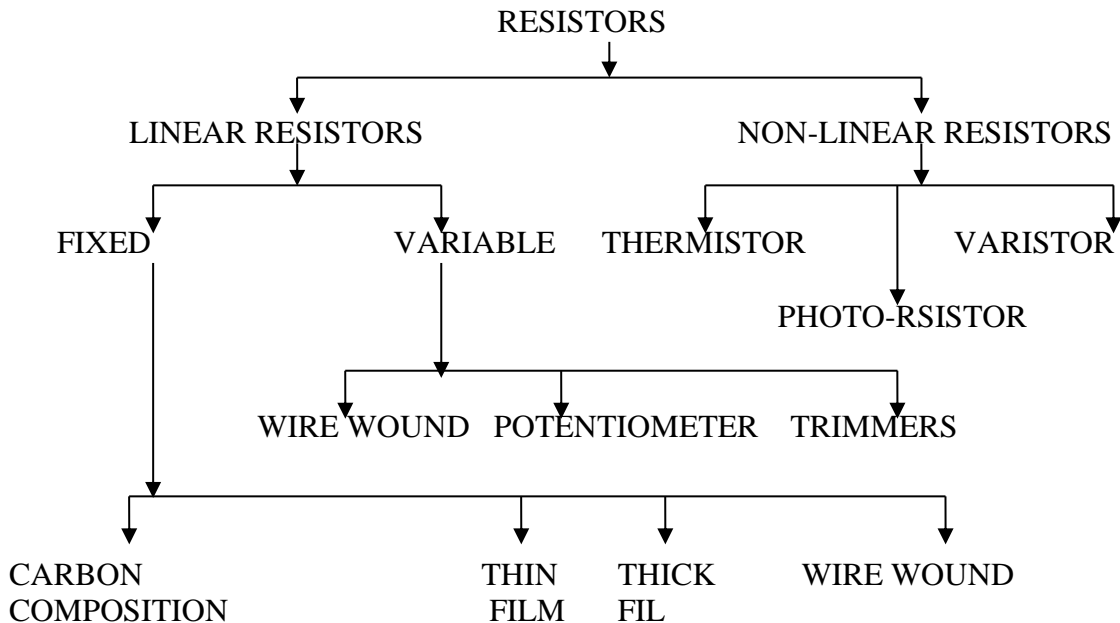 RESISTORS
LINEAR RESISTORS
NON-LINEAR RESISTORS
FIXED
VARIABLE
THERMISTOR
VARISTOR
PHOTO-RSISTOR
WIRE WOUND
POTENTIOMETER
TRIMMERS
CARBON
COMPOSITION
THIN
FILM
THICK
FIL
WIRE WOUND